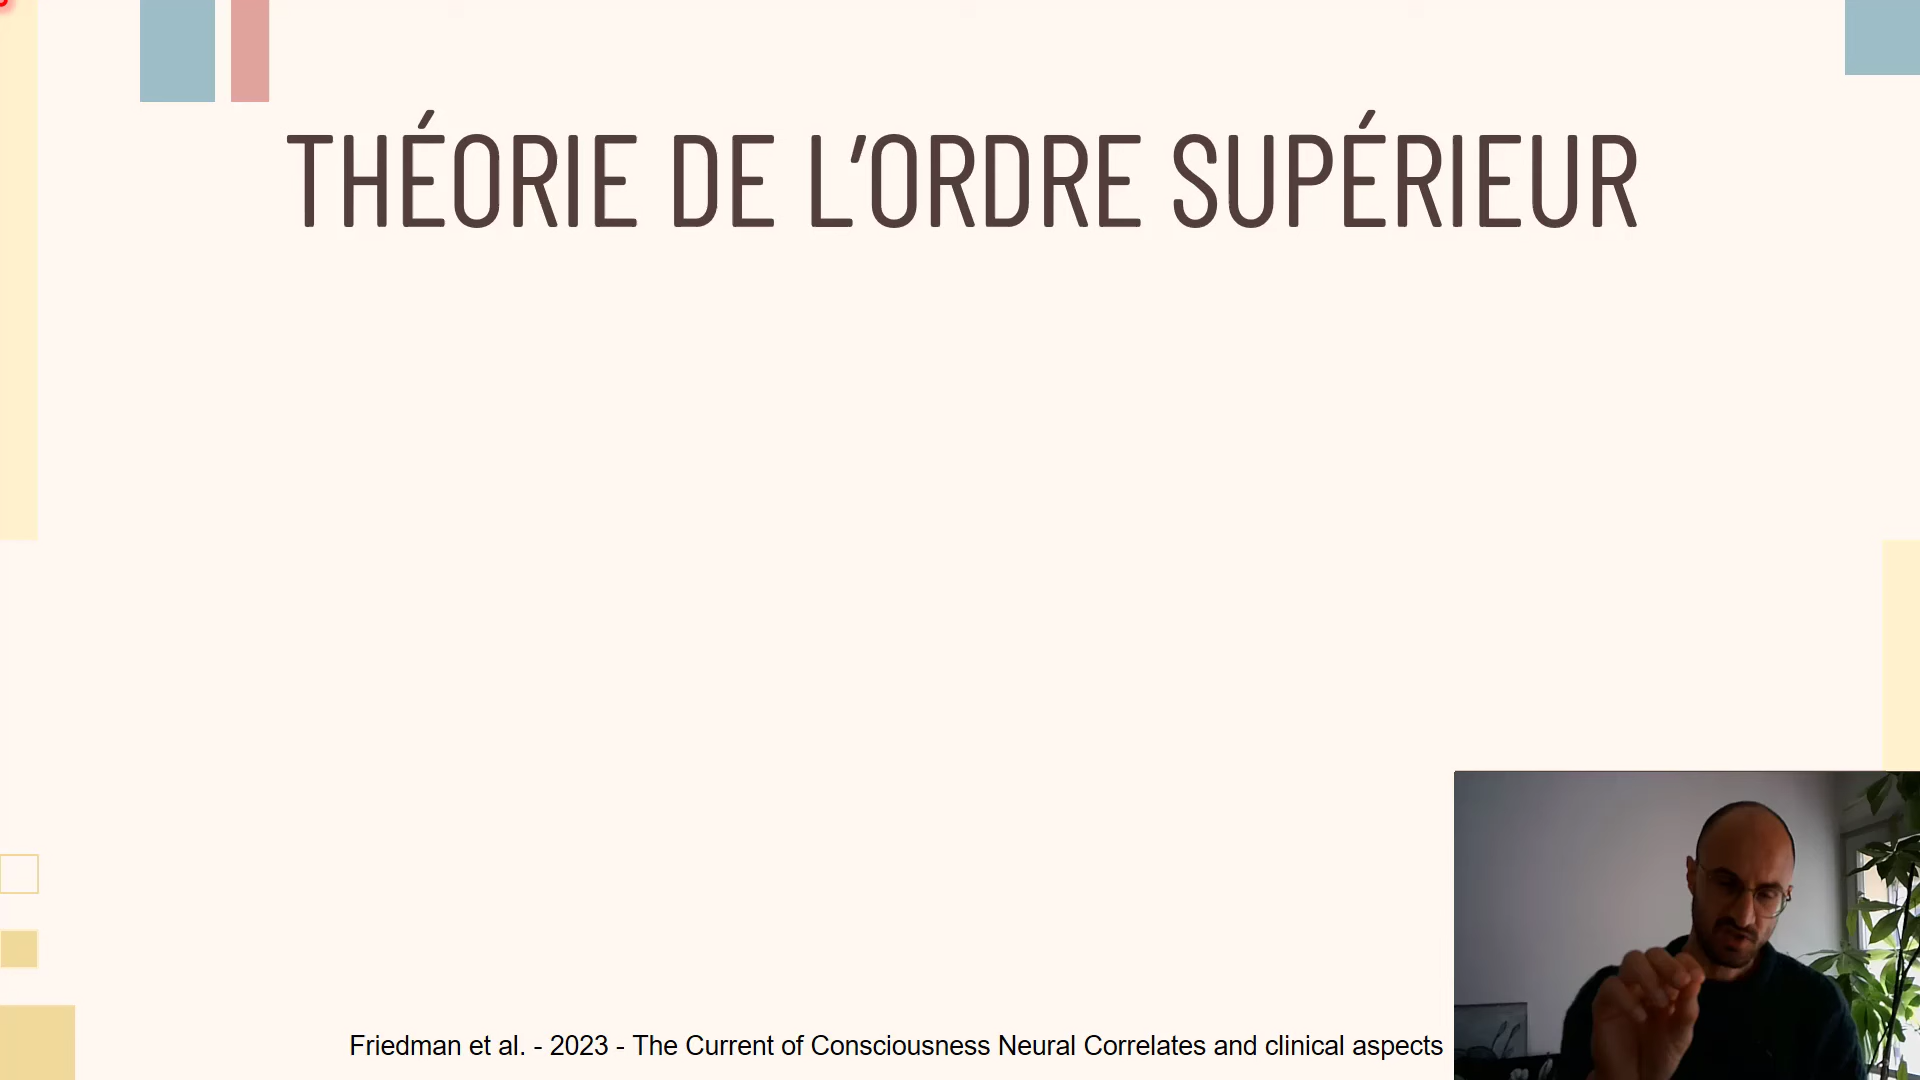 THÉORIE DE L’ORDRE SUPÉRIEUR
Friedman et al. - 2023 - The Current of Consciousness Neural Correlates and clinical aspects